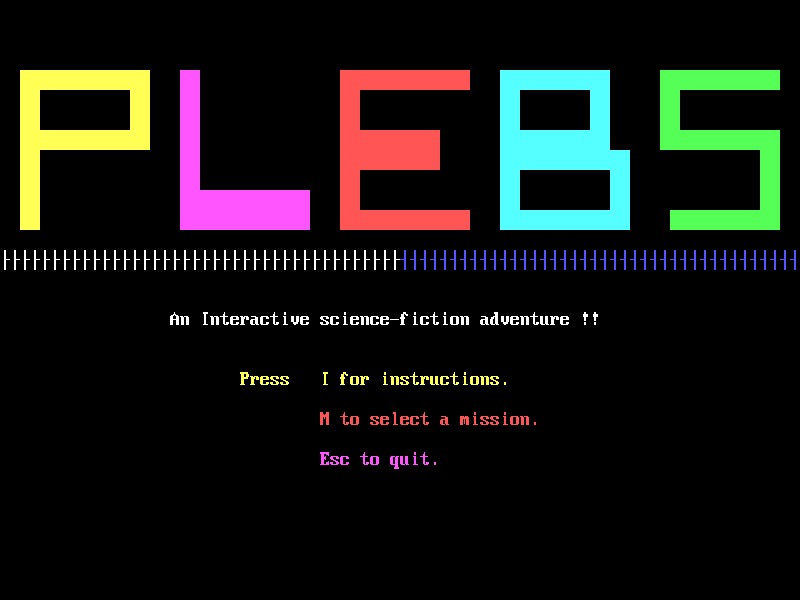 PLEBS
An Interactive science-fiction adventure !!
Press I for instructions.
M to select a mission.
Esc to quit.